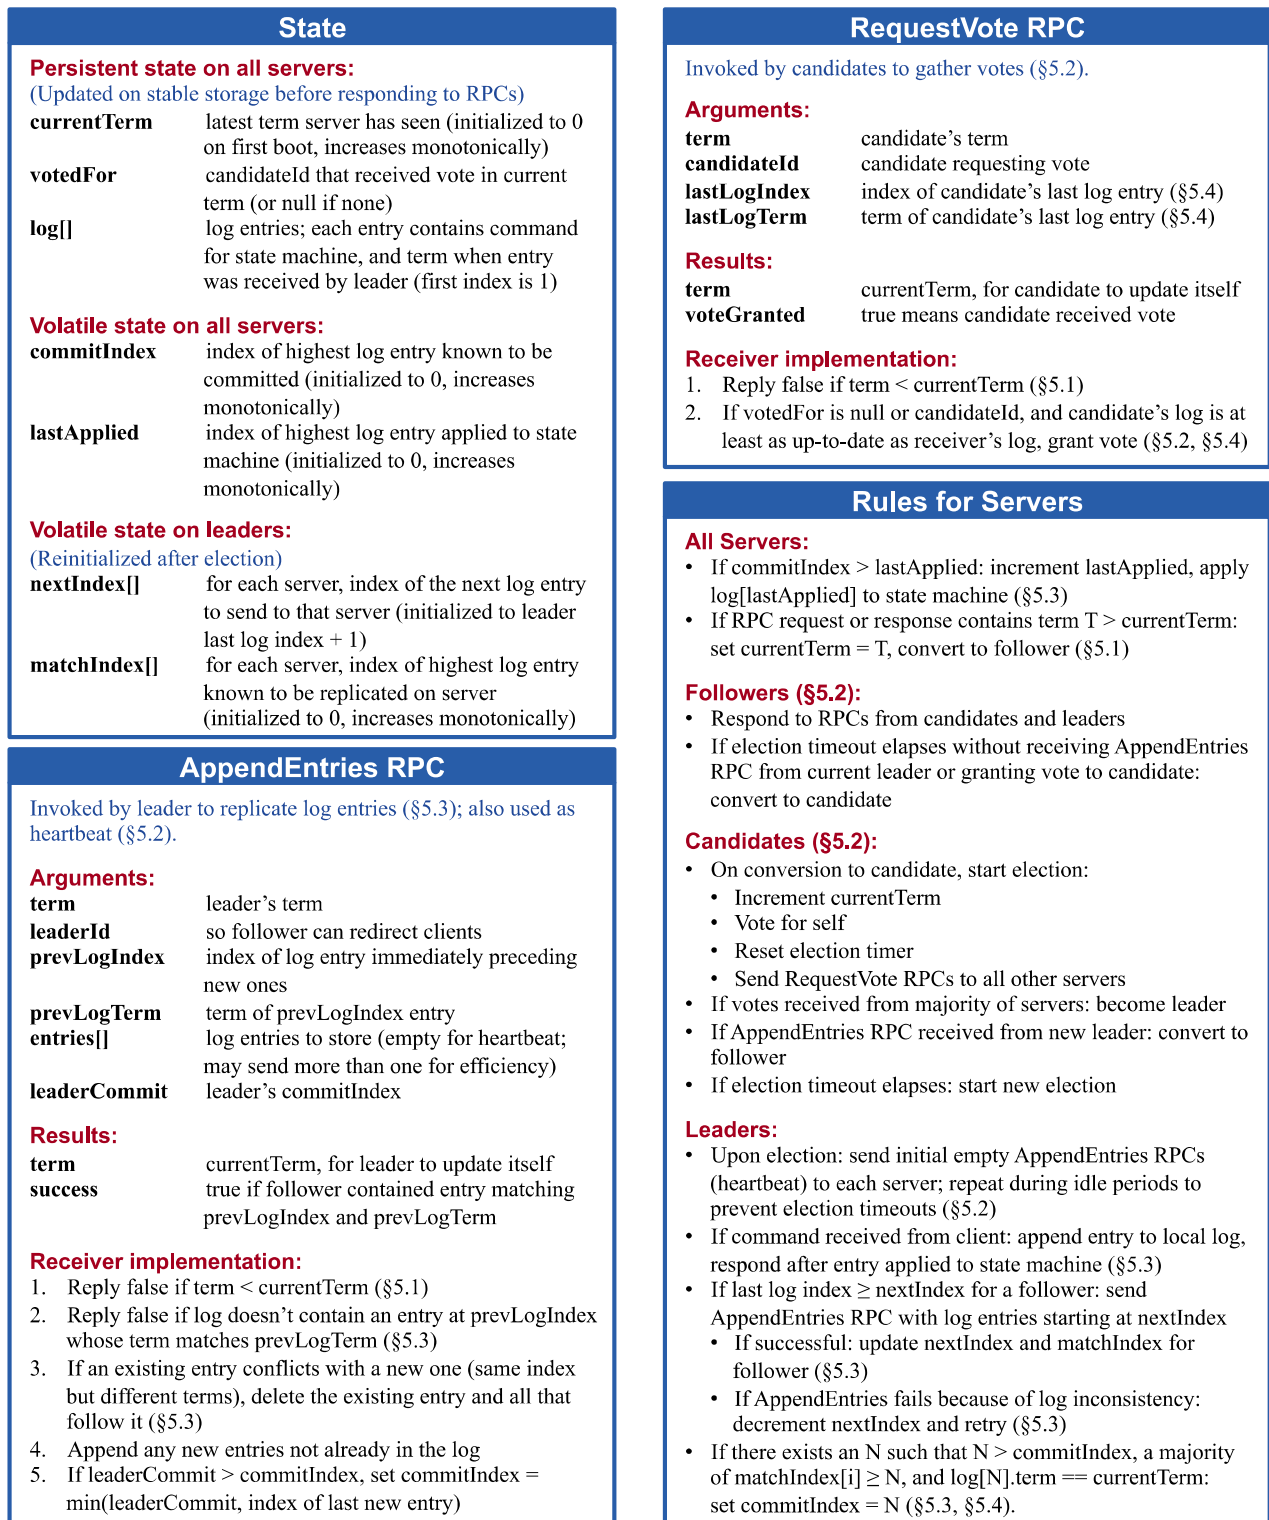 State
Persistent state on all servers:
(Updated on stable storage before responding to RPCs)
currentTerm latest term server has seen (initialized to 0
on first boot, increases monotonically)
votedFor candidateId that received vote in current
term (or null if none)
log[] log entries; each entry contains command
for state machine, and term when entry
was received by leader (first index is 1)
Volatile state on all servers:
commitIndex index of highest log entry known to be
committed (initialized to 0, increases
monotonically)
lastApplied index of highest log entry applied to state
machine (initialized to 0, increases
monotonically)
Volatile state on leaders:
(Reinitialized after election)
nextIndex[] for each server, index of the next log entry
to send to that server (initialized to leader
last log index + 1)
matchIndex[] for each server, index of highest log entry
known to be replicated on server
(initialized to 0, increases monotonically)
AppendEntries RPC
Invoked by leader to replicate log entries (§5.3); also used as
heartbeat (§5.2).
Arguments:
term leader’s term
leaderId so follower can redirect clients
prevLogIndex index of log entry immediately preceding
new ones
prevLogTerm term of prevLogIndex entry
entries[] log entries to store (empty for heartbeat;
may send more than one for efficiency)
leaderCommit leader’s commitIndex
Results:
term currentTerm, for leader to update itself
success true if follower contained entry matching
prevLogIndex and prevLogTerm
Receiver implementation:
1. Reply false if term < currentTerm (§5.1)
2. Reply false if log doesn’t contain an entry at prevLogIndex
whose term matches prevLogTerm (§5.3)
3. If an existing entry conflicts with a new one (same index
but different terms), delete the existing entry and all that
follow it (§5.3)
4. Append any new entries not already in the log
5. If leaderCommit > commitIndex, set commitIndex =
min(leaderCommit, index of last new entry)
RequestVote RPC
Invoked by candidates to gather votes (§5.2).
Arguments:
term candidate’s term
candidateId candidate requesting vote
lastLogIndex index of candidate’s last log entry (§5.4)
lastLogTerm term of candidate’s last log entry (§5.4)
Results:
term currentTerm, for candidate to update itself
voteGranted true means candidate received vote
Receiver implementation:
1. Reply false if term < currentTerm (§5.1)
2. If votedFor is null or candidateId, and candidate’s log is at
least as up-to-date as receiver’s log, grant vote (§5.2, §5.4)
Rules for Servers
All Servers:
• If commitIndex > lastApplied: increment lastApplied, apply
log[lastApplied] to state machine (§5.3)
• If RPC request or response contains term T > currentTerm:
set currentTerm = T, convert to follower (§5.1)
Followers (§5.2):
• Respond to RPCs from candidates and leaders
• If election timeout elapses without receiving AppendEntries
RPC from current leader or granting vote to candidate:
convert to candidate
Candidates (§5.2):
• On conversion to candidate, start election:
• Increment currentTerm
• Vote for self
• Reset election timer
• Send RequestVote RPCs to all other servers
• If votes received from majority of servers: become leader
• If AppendEntries RPC received from new leader: convert to
follower
• If election timeout elapses: start new election
Leaders:
• Upon election: send initial empty AppendEntries RPCs
(heartbeat) to each server; repeat during idle periods to
prevent election timeouts (§5.2)
• If command received from client: append entry to local log,
respond after entry applied to state machine (§5.3)
• If last log index ≥ nextIndex for a follower: send
AppendEntries RPC with log entries starting at nextIndex
• If successful: update nextIndex and matchIndex for
follower (§5.3)
• If AppendEntries fails because of log inconsistency:
decrement nextIndex and retry (§5.3)
• If there exists an N such that N > commitIndex, a majority
of matchIndex[i] ≥ N, and log[N].term == currentTerm:
set commitIndex = N (§5.3, §5.4).